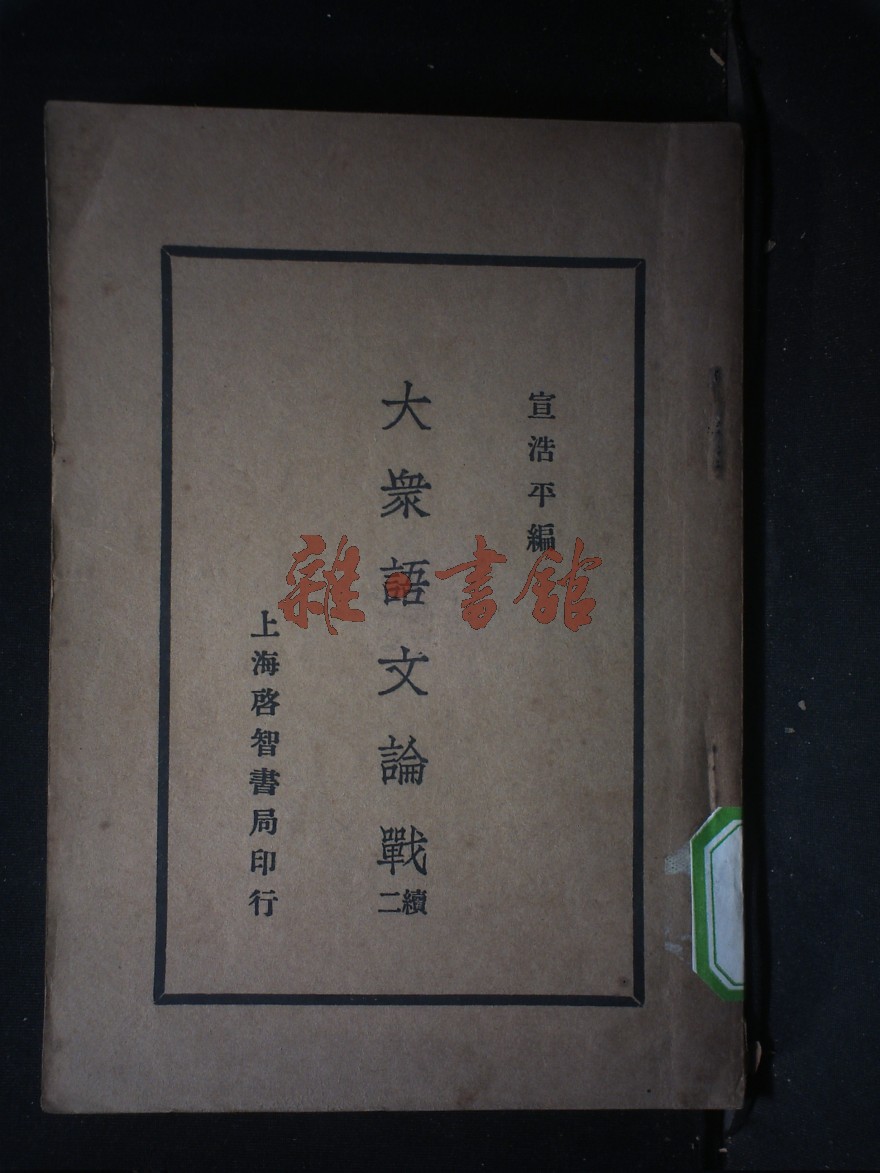 宣浩平編
大衆語文論戰
續二
上海啓智書局印行
雜書館